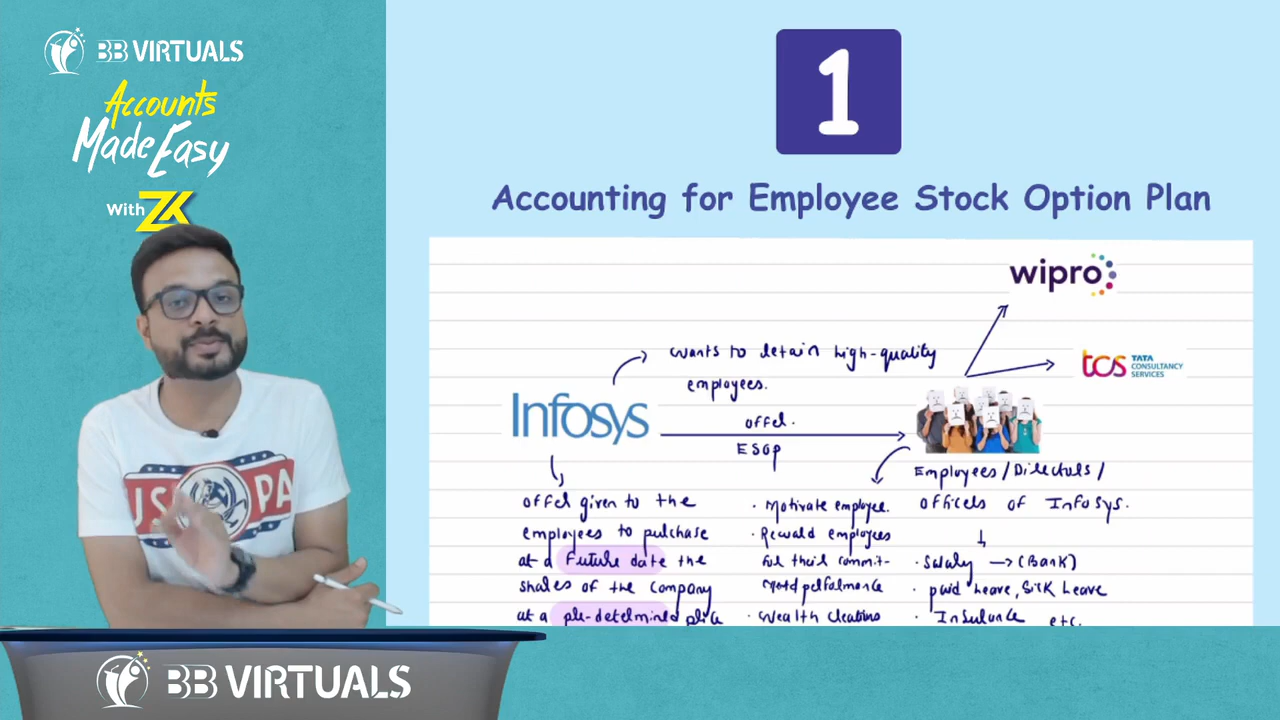 BB VIRTUALS
Accounts
Made Easy
With ZK
1
Accounting for Employee Stock Option Plan
wipro
wants to retain high-quality
employees.
tcs TATA
CONSULTANCY
SERVICES
Infosys
offer.
ESOP
Employees/Directors/
officers of Infosys.
offer given to the
employees to purchase
at a future date the
shares of the company
at a pre-determined price
. Motivate employee.
. Reward employees
for their commit-
ment performance
. Wealth creations
. Salary → (Bank)
. paid leave, Sick leave
. Insurance etc.
US PA
BB VIRTUALS